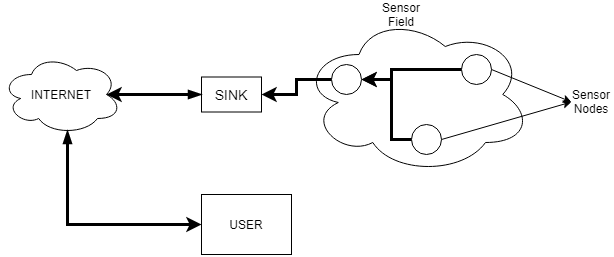 Sensor
Field
INTERNET
SINK
Sensor
Nodes
USER